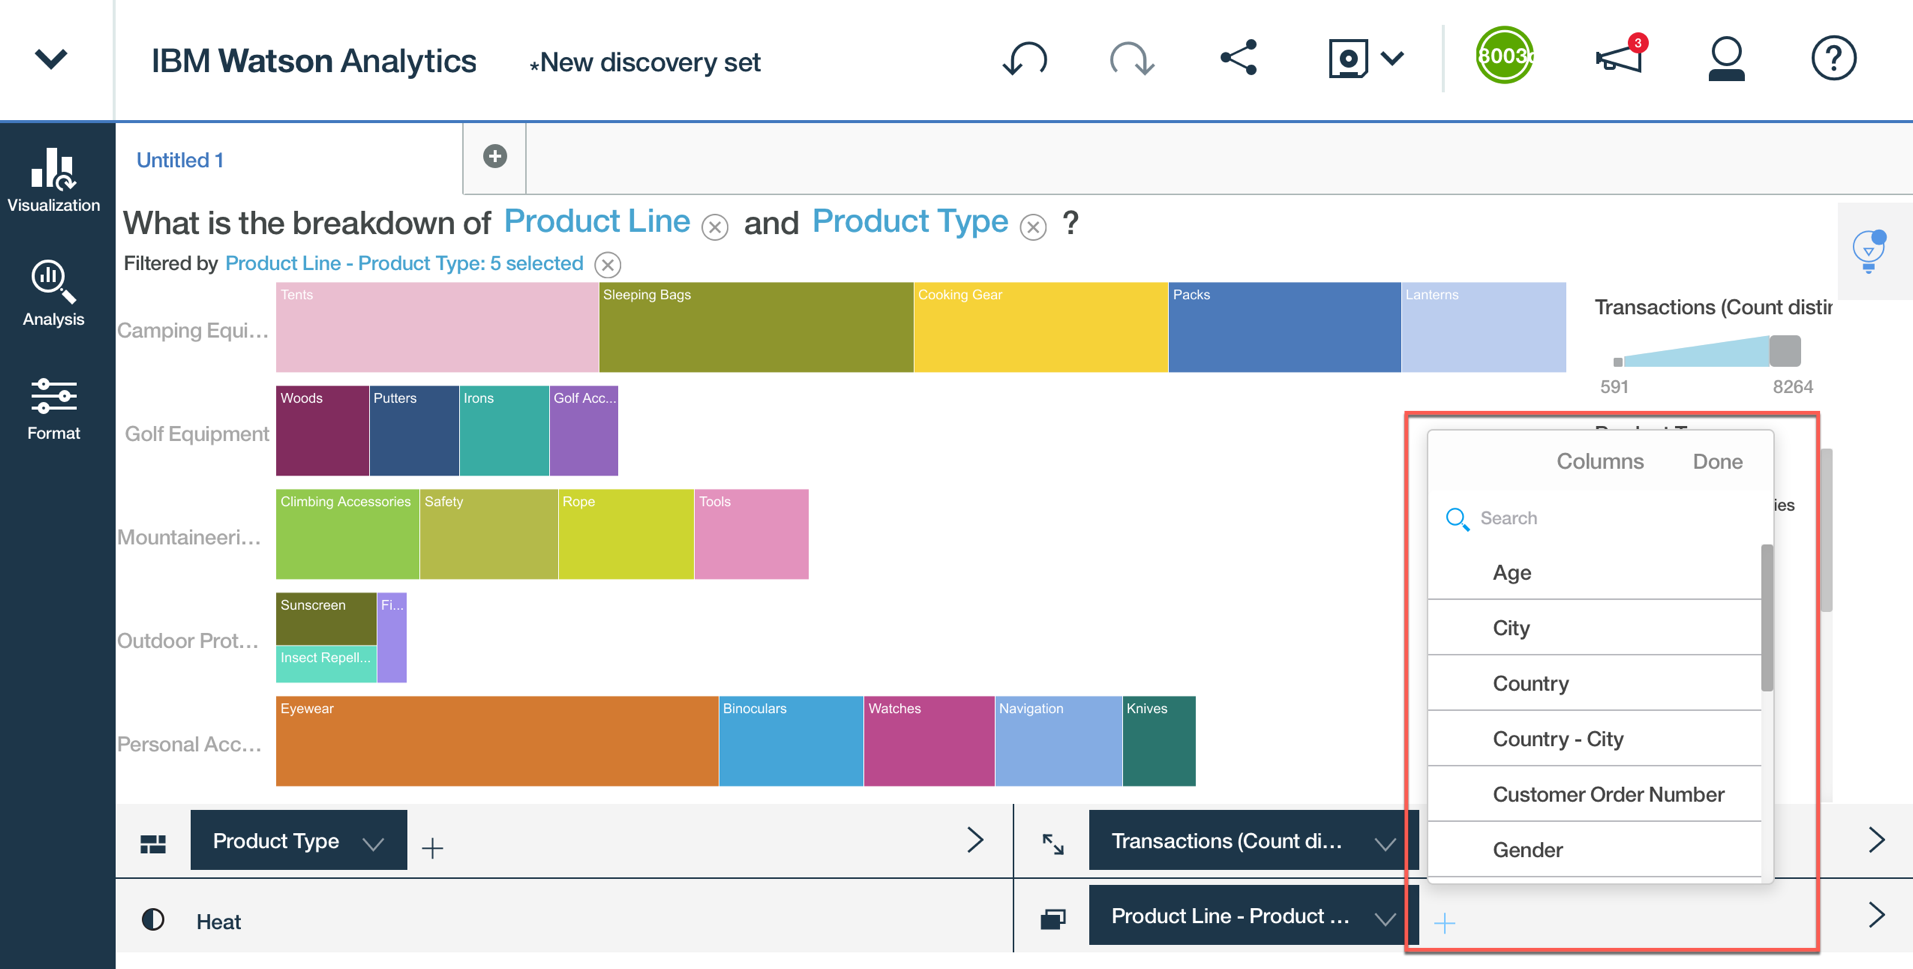 IBM Watson Analytics
*New discovery set
3
Visualization
Analysis
Format
Untitled 1
What is the breakdown of Product Line and Product Type ?
Filtered by Product Line - Product Type: 5 selected
Camping Equi...
Tents
Sleeping Bags
Cooking Gear
Packs
Lanterns
Golf Equipment
Woods
Putters
Irons
Golf Acc...
Mountaineeri...
Climbing Accessories
Safety
Rope
Tools
Outdoor Prot...
Sunscreen
Fi...
Insect Repell...
Personal Acc...
Eyewear
Binoculars
Watches
Navigation
Knives
Transactions (Count distin
591
8264
Columns
Done
ies
Search
Age
City
Country
Country - City
Customer Order Number
Gender
Product Type
Transactions (Count di...
Heat
Product Line - Product ...